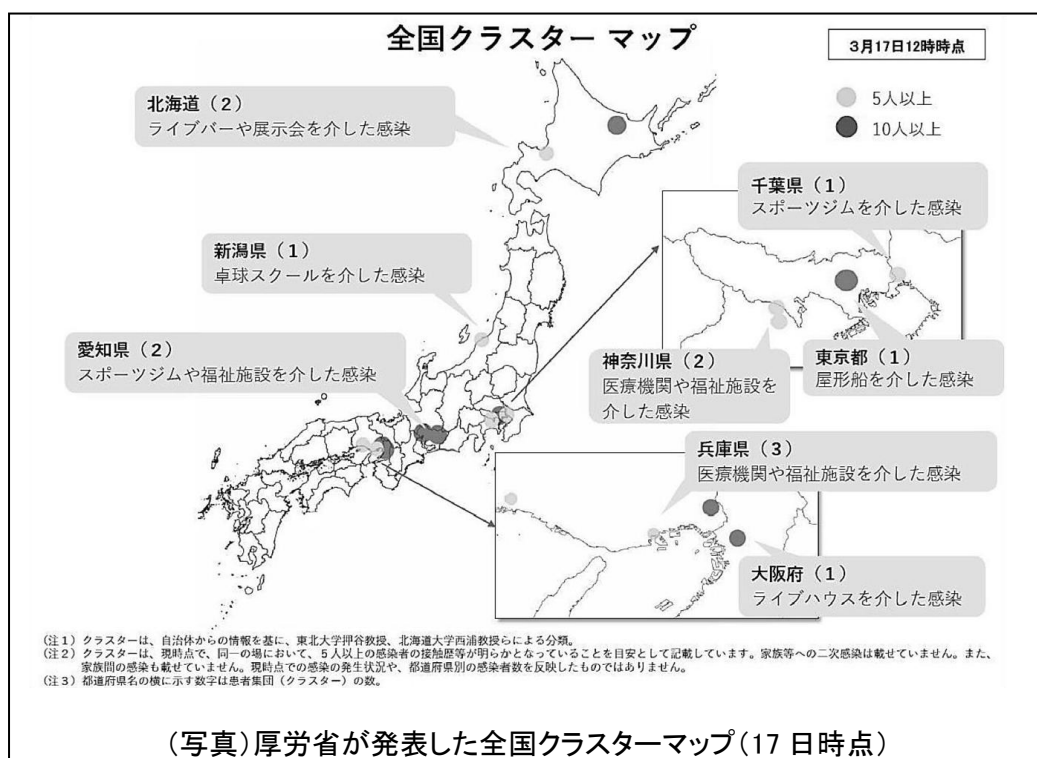 全国クラスター マップ
3月17日12時時点
5人以上
10人以上
北海道（2）
ライブバーや展示会を介した感染
千葉県（1）
スポーツジムを介した感染
新潟県（1）
卓球スクールを介した感染
愛知県（2）
スポーツジムや福祉施設を介した感染
神奈川県（2）
医療機関や福祉施設を
介した感染
東京都（1）
屋形船を介した感染
兵庫県（3）
医療機関や福祉施設を介した感染
大阪府（1）
ライブハウスを介した感染
（注1）クラスターは、自治体からの情報を基に、東北大学押谷教授、北海道大学西浦教授らによる分類。
（注2）クラスターは、現時点で、同一の場において、5人以上の感染者の接触歴等が明らかとなっていることを目安として記載しています。家族等への二次感染は載せていません。また、
家族間の感染も載せていません。現時点での感染の発生状況や、都道府県別の感染者数を反映したものではありません。
（注3）都道府県名の横に示す数字は患者集団（クラスター）の数。
（写真）厚労省が発表した全国クラスターマップ（17日時点）